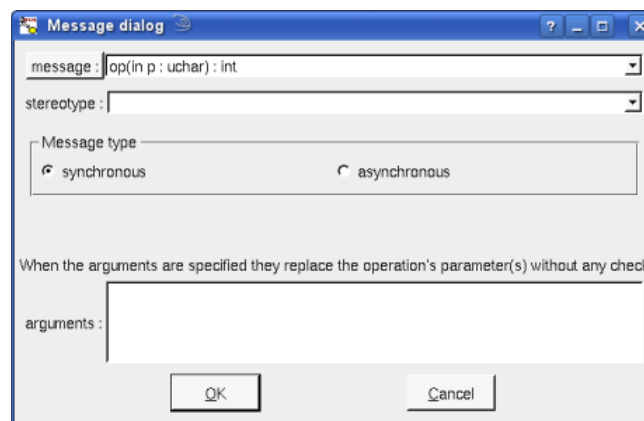 Message dialog
message : op(in p : uchar) : int
stereotype :
Message type
synchronous asynchronous
When the arguments are specified they replace the operation's parameter(s) without any check
arguments :
OK Cancel